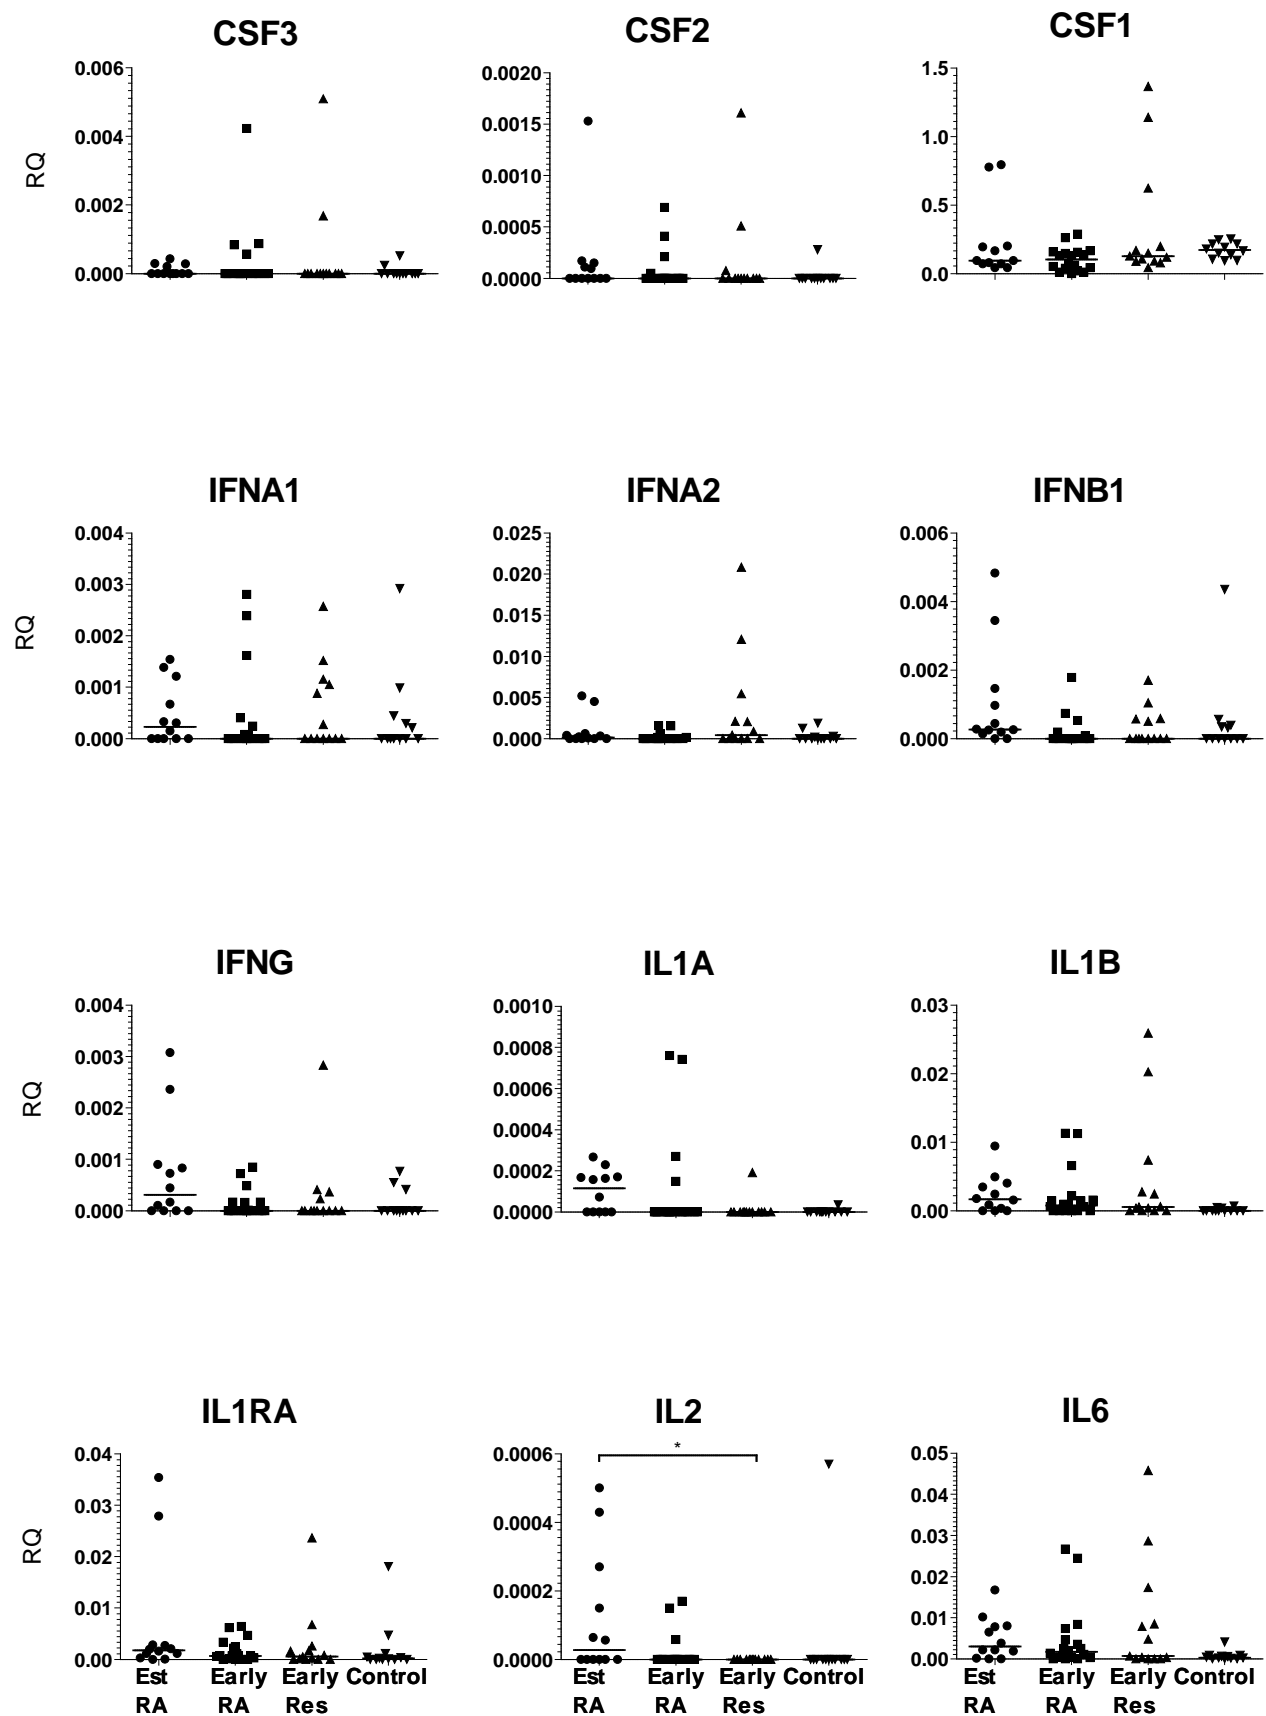 CSF3 CSF2 CSF1
0.006 0.0020 1.5
0.004 0.0015 1.0
0.002 0.0010 0.5
0.000 0.0005 0.0
0.0000
RQ
IFNA1 IFNA2 IFNB1
0.004 0.025 0.006
0.003 0.020 0.004
0.002 0.015 0.002
0.001 0.010 0.000
0.000 0.005
0.000
RQ
IFNG IL1A IL1B
0.004 0.0010 0.03
0.003 0.0008 0.02
0.002 0.0006 0.01
0.001 0.0004 0.00
0.000 0.0002
0.0000
RQ
IL1RA IL2 IL6
0.04 0.0006 0.05
0.03 0.0004 0.04
0.02 0.0002 0.03
0.01 0.0000 0.02
0.00 0.01
0.00
*
RQ
Est Early Early Control Est Early Early Control Est Early Early Control
RA RA Res RA RA Res RA RA Res